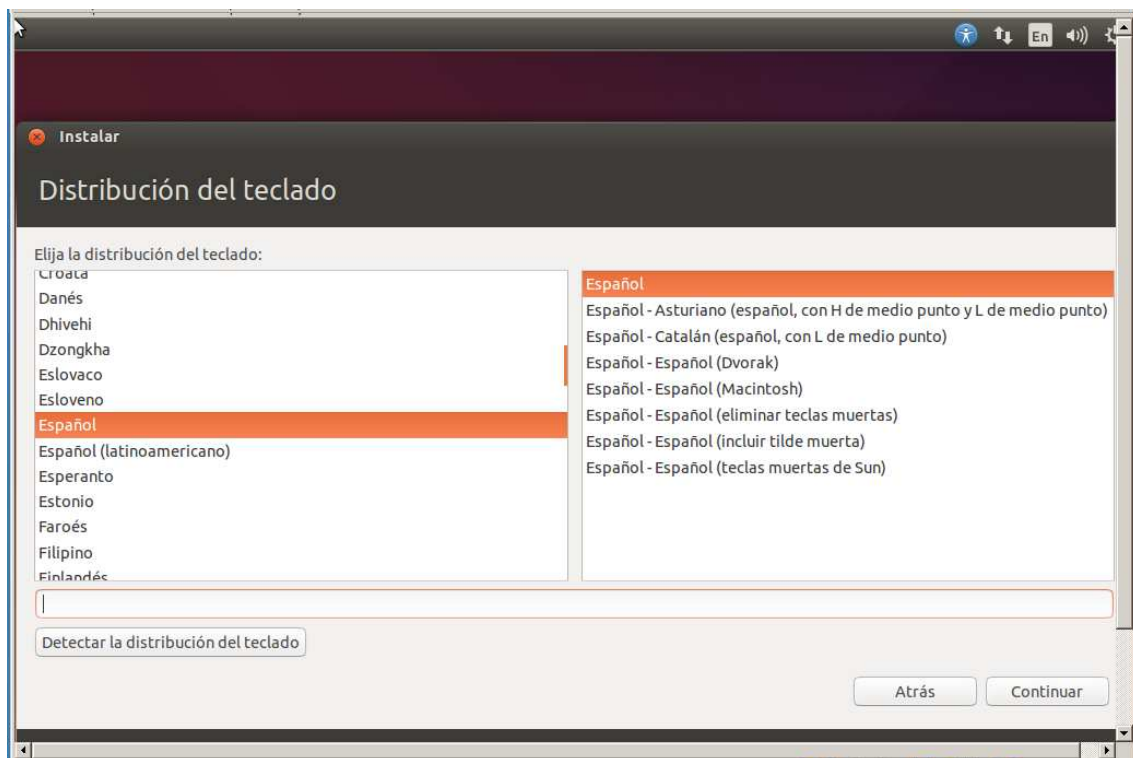 En
Instalar
Distribución del teclado
Elija la distribución del teclado:
Croata
Danés
Dhivehi
Dzongkha
Eslovaco
Esloveno
Español
Español (latinoamericano)
Esperanto
Estonio
Faroés
Filipino
Finlandés
Español
Español - Asturiano (español, con H de medio punto y L de medio punto)
Español - Catalán (español, con L de medio punto)
Español - Español (Dvorak)
Español - Español (Macintosh)
Español - Español (eliminar teclas muertas)
Español - Español (incluir tilde muerta)
Español - Español (teclas muertas de Sun)
Detectar la distribución del teclado
Atrás
Continuar